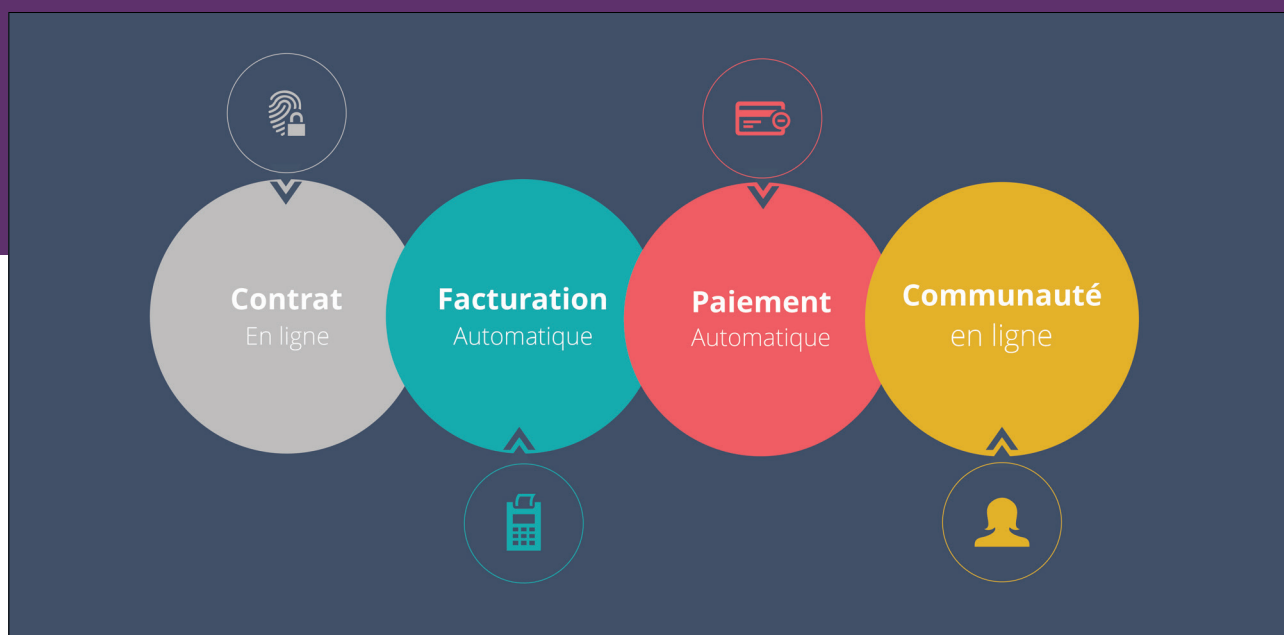 Contrat
En ligne
Facturation
Automatique
Paiement
Automatique
Communauté
en ligne